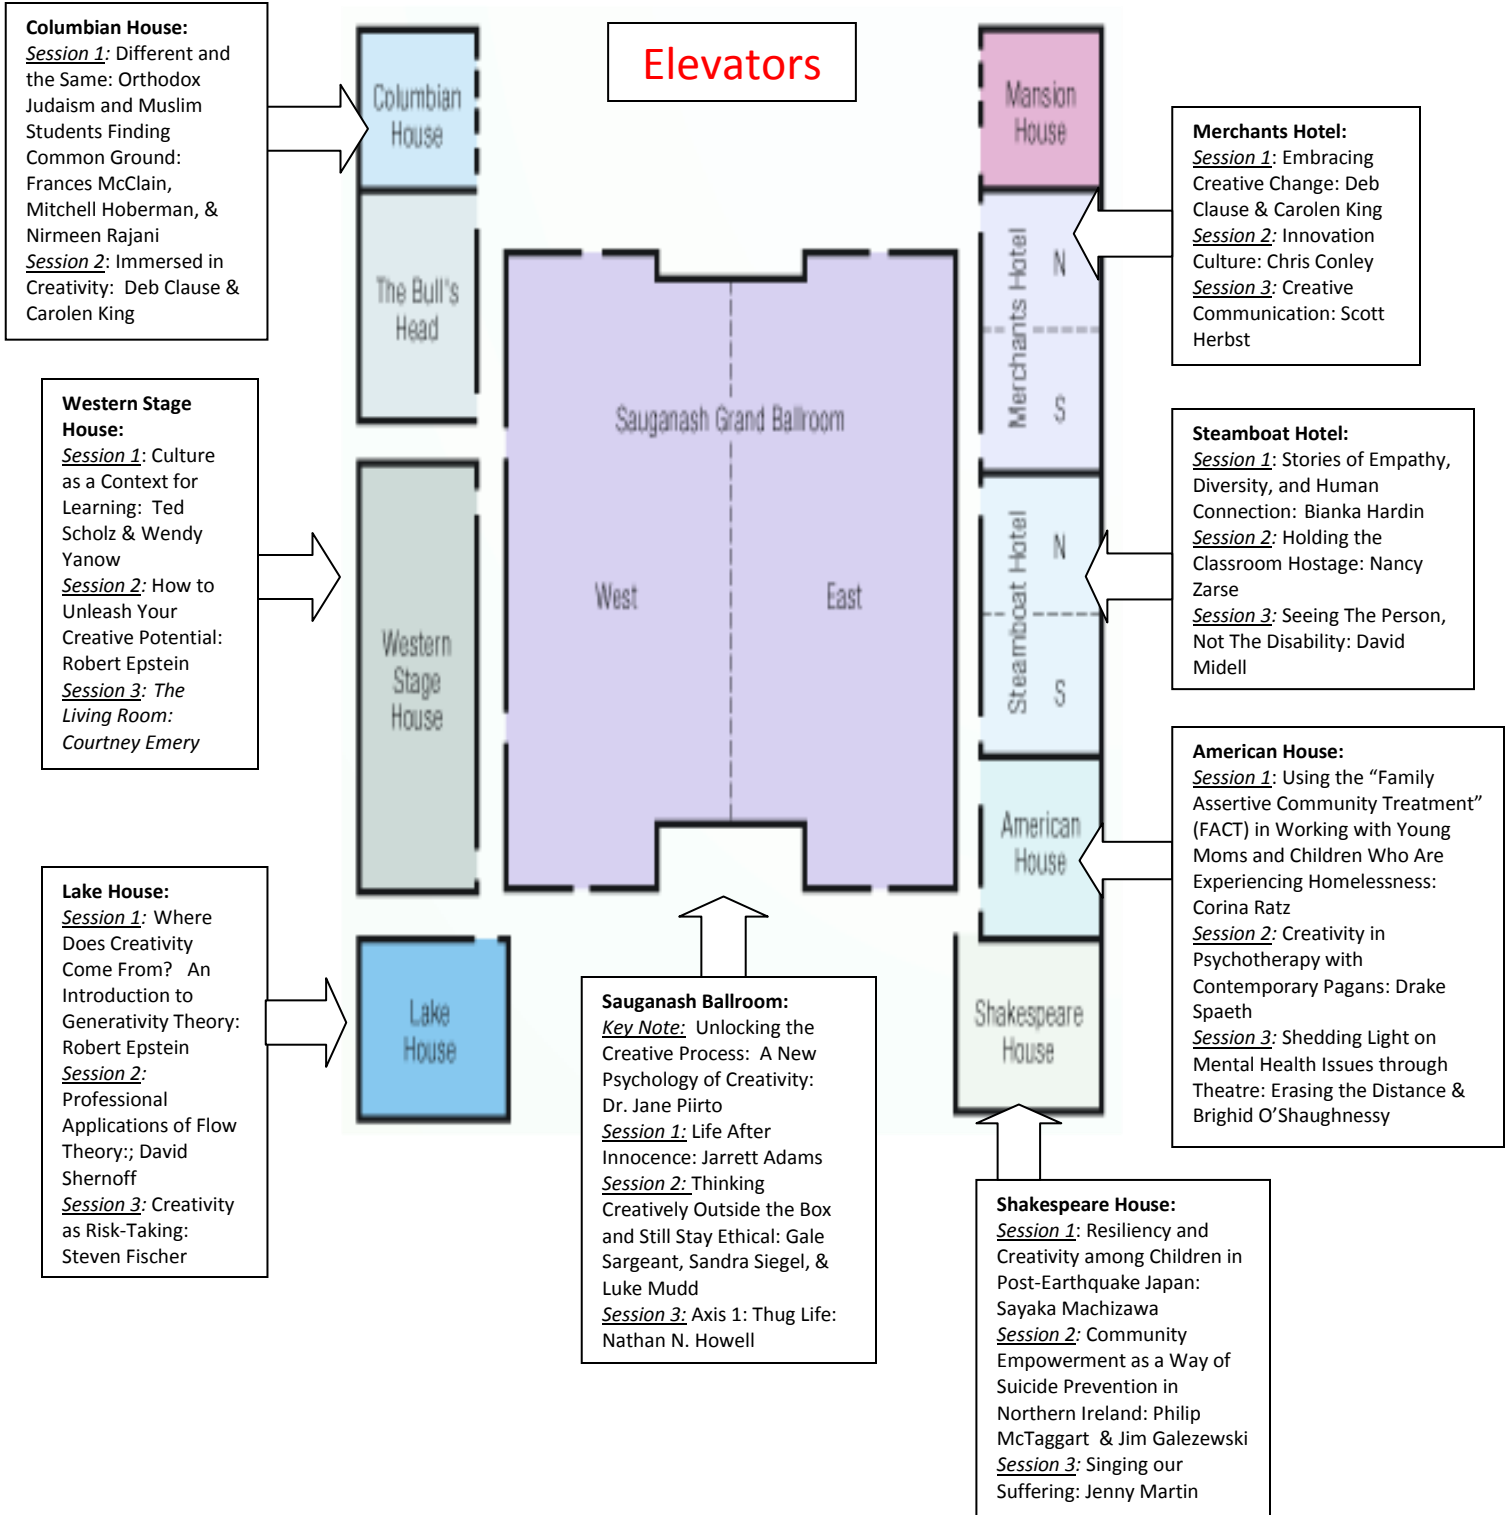 Columbian House:
Session 1: Different and
the Same: Orthodox
Judaism and Muslim
Students Finding
Common Ground:
Frances McClain,
Mitchell Hoberman, &
Nirmeen Rajani
Session 2: Immersed in
Creativity:  Deb Clause &
Carolen King
Elevators
Columbian
House
The Bull's
Head
Western
Stage
House
Lake
House
Sauganash Grand Ballroom
West
East
Mansion
House
Merchants Hotel
N
S
Steamboat Hotel
N
S
American
House
Shakespeare
House
Merchants Hotel:
Session 1: Embracing
Creative Change: Deb
Clause & Carolen King
Session 2: Innovation
Culture: Chris Conley
Session 3: Creative
Communication: Scott
Herbst
Western Stage
House:
Session 1: Culture
as a Context for
Learning:  Ted
Scholz & Wendy
Yanow
Session 2: How to
Unleash Your
Creative Potential:
Robert Epstein
Session 3: The
Living Room:
Courtney Emery
Steamboat Hotel:
Session 1: Stories of Empathy,
Diversity, and Human
Connection:  Bianka Hardin
Session 2: Holding the
Classroom Hostage: Nancy
Zarse
Session 3: Seeing The Person,
Not The Disability: David
Midell
American House:
Session 1: Using the “Family
Assertive Community Treatment”
(FACT) in Working with Young
Moms and Children Who Are
Experiencing Homelessness:
Corina Ratz
Session 2: Creativity in
Psychotherapy with
Contemporary Pagans: Drake
Spaeth
Session 3: Shedding Light on
Mental Health Issues through
Theatre: Erasing the Distance &
Brighid O’Shaughnessy
Lake House:
Session 1: Where
Does Creativity
Come From?   An
Introduction to
Generativity Theory:
Robert Epstein
Session 2:
Professional
Applications of Flow
Theory:; David
Shernoff
Session 3: Creativity
as Risk-Taking:
Steven Fischer
Sauganash Ballroom:
Key Note:  Unlocking the
Creative Process:  A New
Psychology of Creativity:
Dr. Jane Piirto
Session 1: Life After
Innocence: Jarrett Adams
Session 2: Thinking
Creatively Outside the Box
and Still Stay Ethical: Gale
Sargeant, Sandra Siegel, &
Luke Mudd
Session 3: Axis 1: Thug Life:
Nathan N. Howell
Shakespeare House:
Session 1: Resiliency and
Creativity among Children in
Post-Earthquake Japan:
Sayaka Machizawa
Session 2: Community
Empowerment as a Way of
Suicide Prevention in
Northern Ireland: Philip
McTaggart  & Jim Galezewski
Session 3: Singing our
Suffering: Jenny Martin